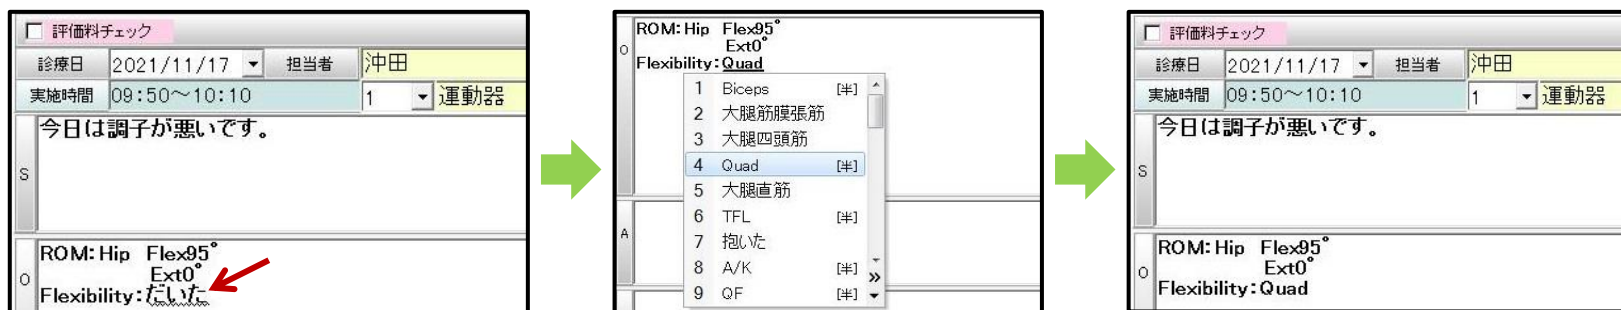 評価料チェック
診療日 2021/11/17 担当者 沖田
実施時間 09:50～10:10 1 運動器
S 今日は調子が悪いです。
O ROM:Hip Flex95°
Ext0°
Flexibility:だいた
O ROM:Hip Flex95°
Ext0°
Flexibility:Quad
1 Biceps [半]
2 大腿筋膜張筋
3 大腿四頭筋
4 Quad [半]
5 大腿直筋
6 TFL [半]
7 抱いた
8 A/K [半]
9 QF [半]
A
評価料チェック
診療日 2021/11/17 担当者 沖田
実施時間 09:50～10:10 1 運動器
S 今日は調子が悪いです。
O ROM:Hip Flex95°
Ext0°
Flexibility:Quad